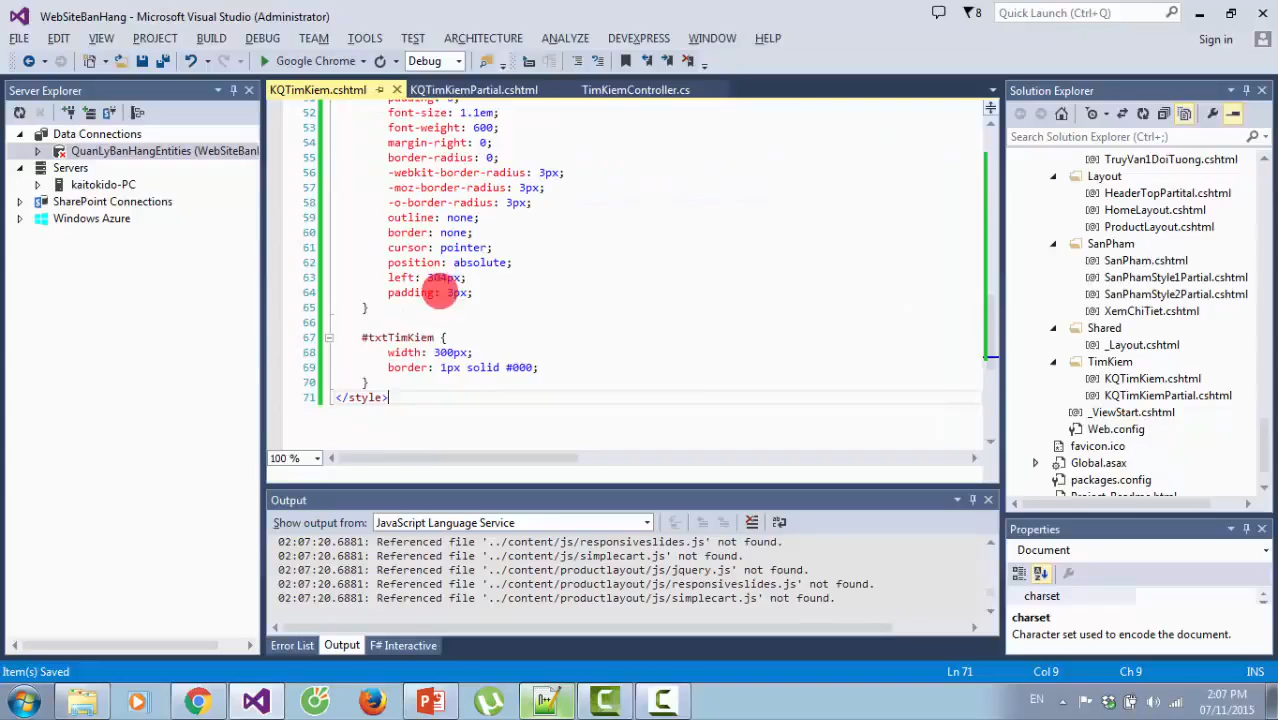 WebSiteBanHang - Microsoft Visual Studio (Administrator)
8
Quick Launch (Ctrl+Q)
FILE EDIT VIEW PROJECT BUILD DEBUG TEAM TOOLS TEST ARCHITECTURE ANALYZE DEVEXPRESS WINDOW HELP
Sign in
Google Chrome
Debug
Server Explorer
Data Connections
QuanLyBanHangEntities (WebSiteBanl
Servers
kaitokido-PC
SharePoint Connections
Windows Azure
KQTimKiem.cshtml
KQTimKiemPartial.cshtml
TimKiemController.cs
52 font-size: 1.1em;
53 font-weight: 600;
54 margin-right: 0;
55 border-radius: 0;
56 -webkit-border-radius: 3px;
57 -moz-border-radius: 3px;
58 -o-border-radius: 3px;
59 outline: none;
60 border: none;
61 cursor: pointer;
62 position: absolute;
63 left: 304px;
64 padding: 3px;
65 }
66
67 #txtTimKiem {
68 width: 300px;
69 border: 1px solid #000;
70 }
71 </style>
100 %
Output
Show output from: JavaScript Language Service
02:07:20.6881: Referenced file '../content/js/responsiveslides.js' not found.
02:07:20.6881: Referenced file '../content/js/simplecart.js' not found.
02:07:20.6881: Referenced file '../content/productlayout/js/jquery.js' not found.
02:07:20.6881: Referenced file '../content/productlayout/js/responsiveslides.js' not found.
02:07:20.6881: Referenced file '../content/productlayout/js/simplecart.js' not found.
Error List Output F# Interactive
Solution Explorer
Search Solution Explorer (Ctrl+;)
TruyVan1DoiTuong.cshtml
Layout
HeaderTopPartital.cshtml
HomeLayout.cshtml
ProductLayout.cshtml
SanPham
SanPham.cshtml
SanPhamStyle1Partial.cshtml
SanPhamStyle2Partial.cshtml
XemChiTiet.cshtml
Shared
_Layout.cshtml
TimKiem
KQTimKiem.cshtml
KQTimKiemPartial.cshtml
_ViewStart.cshtml
Web.config
favicon.ico
Global.asax
packages.config
Project_Readme.html
Properties
Document
charset
charset
Character set used to encode the document.
Item(s) Saved
Ln 71
Col 9
Ch 9
INS
EN
2:07 PM
07/11/2015